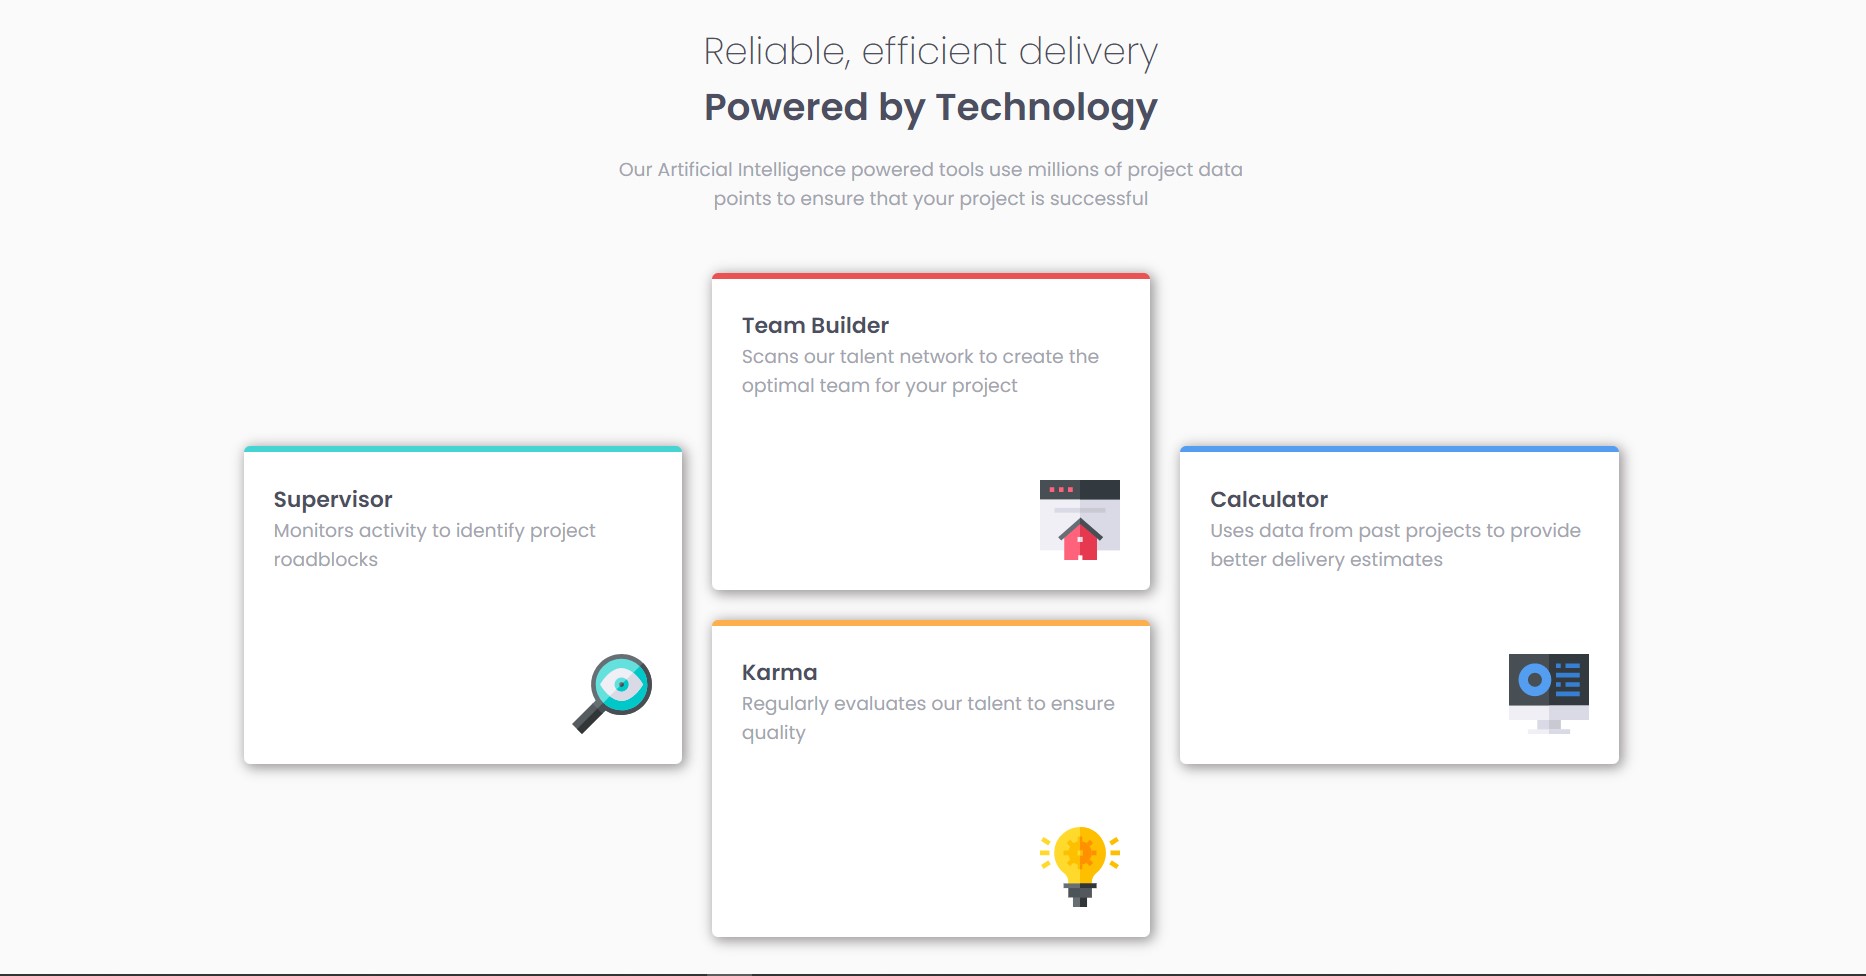 Reliable, efficient delivery
Powered by Technology
Our Artificial Intelligence powered tools use millions of project data
points to ensure that your project is successful
Team Builder
Scans our talent network to create the
optimal team for your project
Supervisor
Monitors activity to identify project
roadblocks
Calculator
Uses data from past projects to provide
better delivery estimates
Karma
Regularly evaluates our talent to ensure
quality